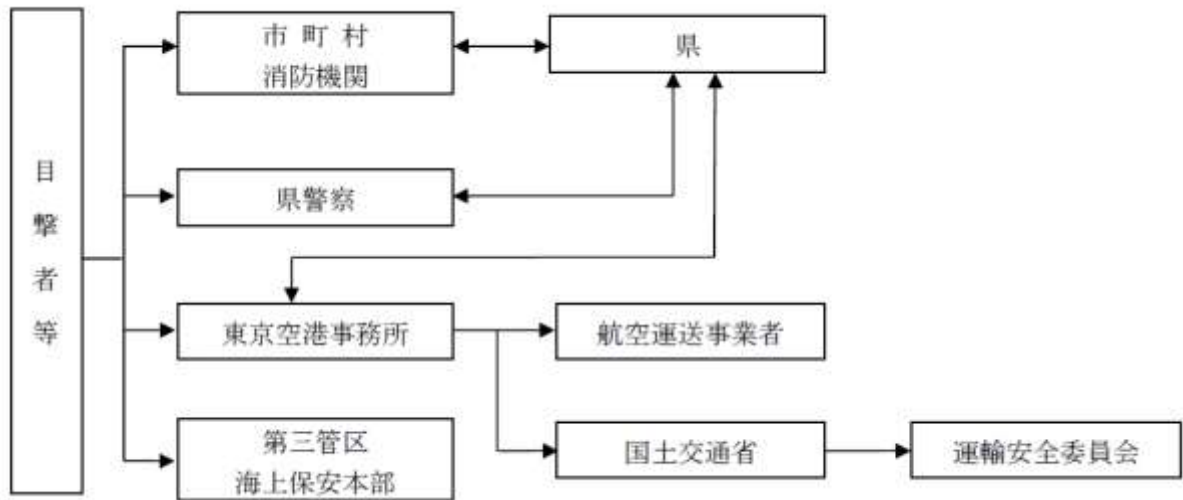 目撃者等
市町村
消防機関
県
県警察
東京空港事務所
航空運送事業者
第三管区
海上保安本部
国土交通省
運輸安全委員会